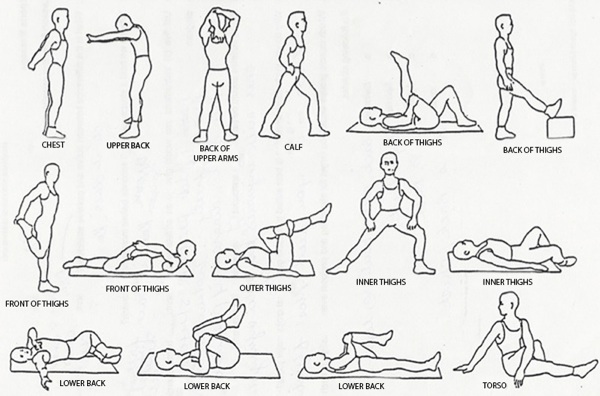 CHEST
UPPER BACK
BACK OF
UPPER ARMS
CALF
BACK OF THIGHS
BACK OF THIGHS
FRONT OF THIGHS
FRONT OF THIGHS
OUTER THIGHS
INNER THIGHS
INNER THIGHS
LOWER BACK
LOWER BACK
LOWER BACK
TORSO